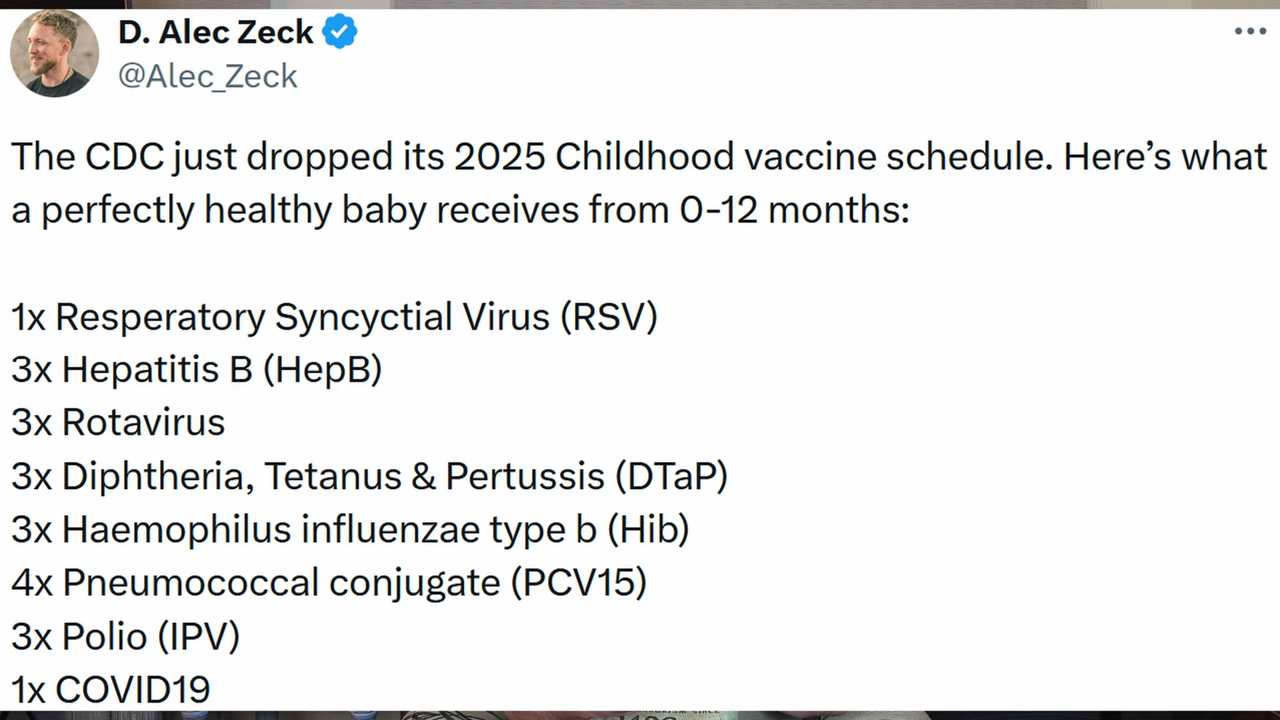 D. Alec Zeck
@Alec_Zeck
The CDC just dropped its 2025 Childhood vaccine schedule. Here’s what
a perfectly healthy baby receives from 0-12 months:
1x Resperatory Syncyctial Virus (RSV)
3x Hepatitis B (HepB)
3x Rotavirus
3x Diphtheria, Tetanus & Pertussis (DTaP)
3x Haemophilus influenzae type b (Hib)
4x Pneumococcal conjugate (PCV15)
3x Polio (IPV)
1x COVID19